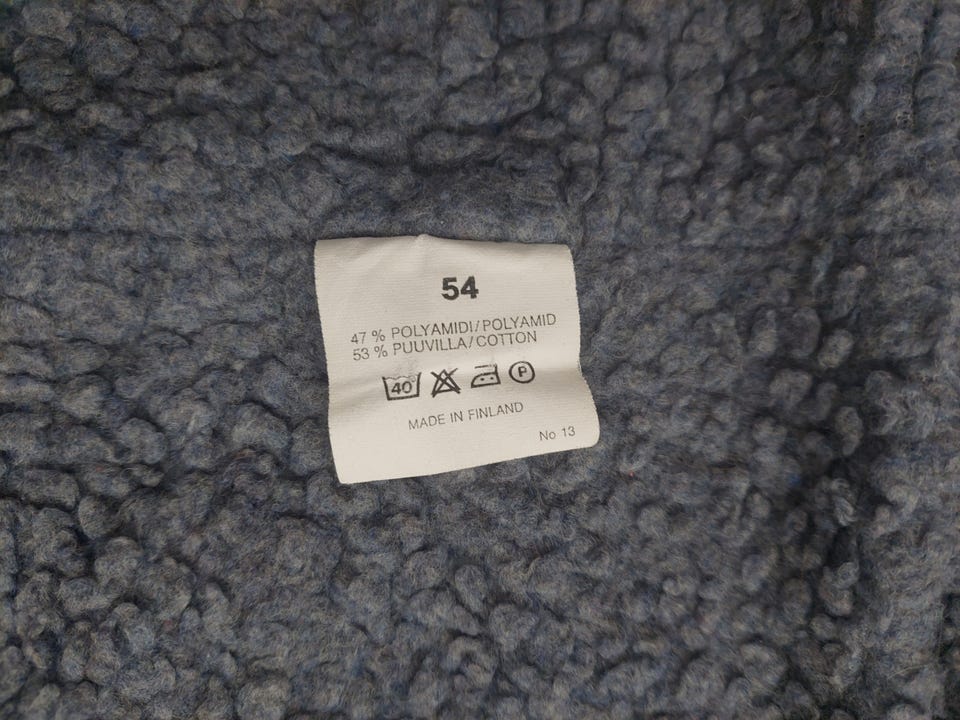 54
47 % POLYAMIDI/POLYAMID
53 % PUUVILLA/COTTON
40 P
MADE IN FINLAND
No 13